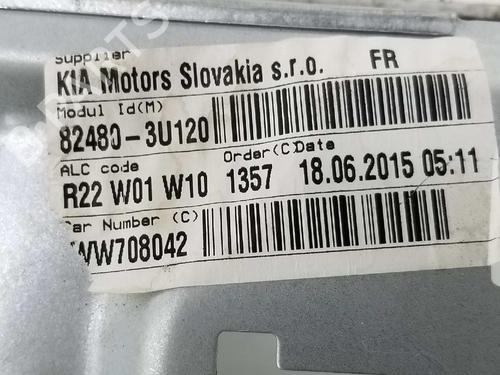 Supplier
KIA Motors Slovakia s.r.o. FR
Modul Id(M)
82480-3U120
ALC code Order(C) Date
R22 W01 W10 1357 18.06.2015 05:11
Car Number (C)
WW708042